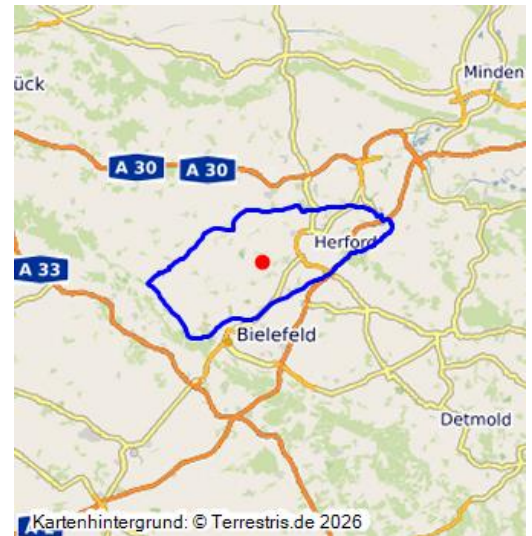 Minden
ück
A 30
A 30
Herford
A 33
Bielefeld
Detmold
Kartenhintergrund: © Terrestris.de 2026